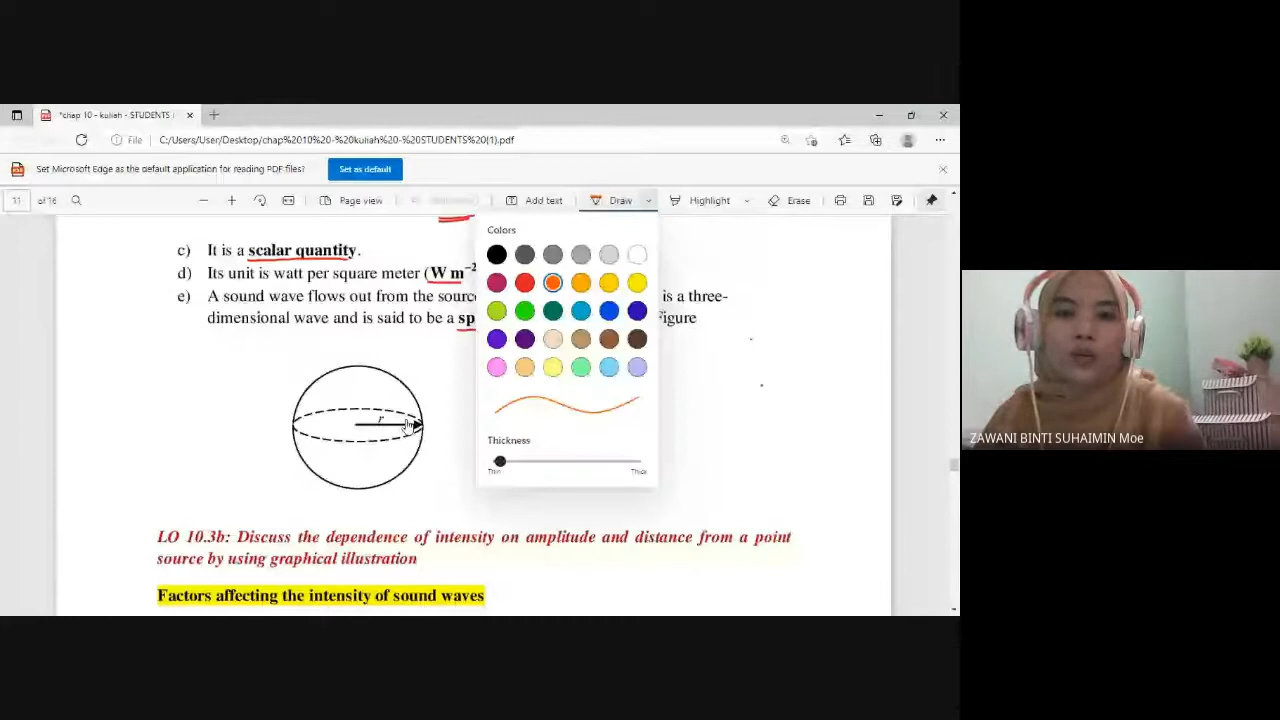 *chap 10 - kuliah - STUDENTS
File
C:/Users/User/Desktop/chap%2010%20-%20kuliah%20-%20STUDENTS%20(1).pdf
Set Microsoft Edge as the default application for reading PDF files?
Set as default
11 of 16
Page view
Add text
Draw
Highlight
Erase
Colors
c) It is a scalar quantity.
d) Its unit is watt per square meter (W m⁻²
e) A sound wave flows out from the sourc is a three-
dimensional wave and is said to be a sp Figure
r
Thickness
Thin
Thick
ZAWANI BINTI SUHAIMIN Moe
LO 10.3b: Discuss the dependence of intensity on amplitude and distance from a point
source by using graphical illustration
Factors affecting the intensity of sound waves